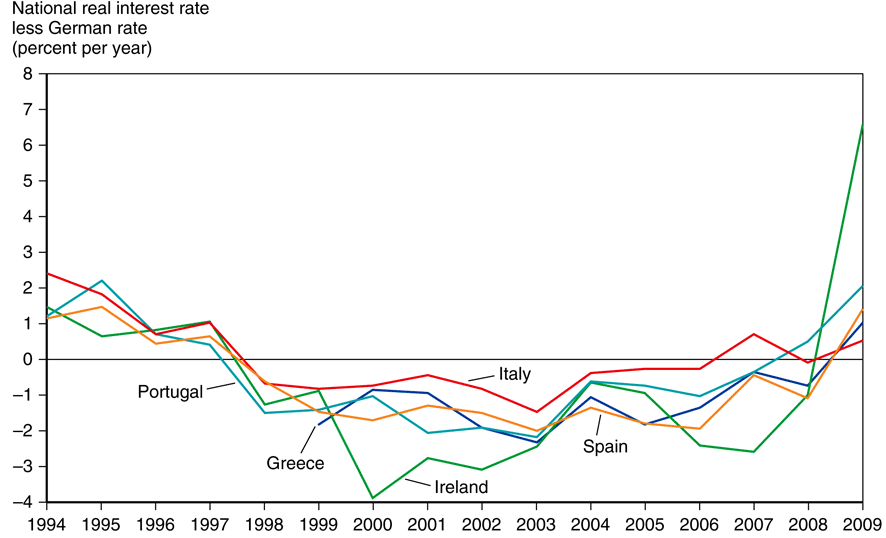 National real interest rate
less German rate
(percent per year)
8
7
6
5
4
3
2
1
0
–1
–2
–3
–4
Italy
Portugal
Spain
Greece
Ireland
1994 1995 1996 1997 1998 1999 2000 2001 2002 2003 2004 2005 2006 2007 2008 2009